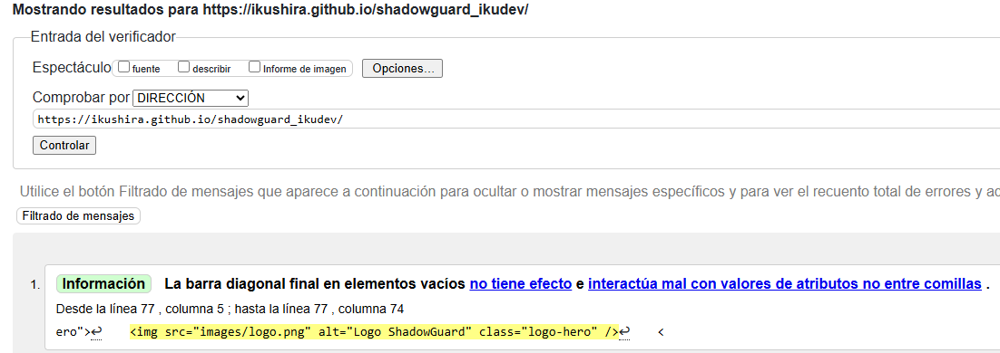 Mostrando resultados para https://ikushira.github.io/shadowguard_ikudev/
Entrada del verificador
Espectáculo fuente describir Informe de imagen Opciones...
Comprobar por DIRECCIÓN
https://ikushira.github.io/shadowguard_ikudev/
Controlar
Utilice el botón Filtrado de mensajes que aparece a continuación para ocultar o mostrar mensajes específicos y para ver el recuento total de errores y ac
Filtrado de mensajes
1. Información La barra diagonal final en elementos vacíos no tiene efecto e interactúa mal con valores de atributos no entre comillas .
Desde la línea 77 , columna 5 ; hasta la línea 77 , columna 74
ero">↩ <img src="images/logo.png" alt="Logo ShadowGuard" class="logo-hero" />↩ <